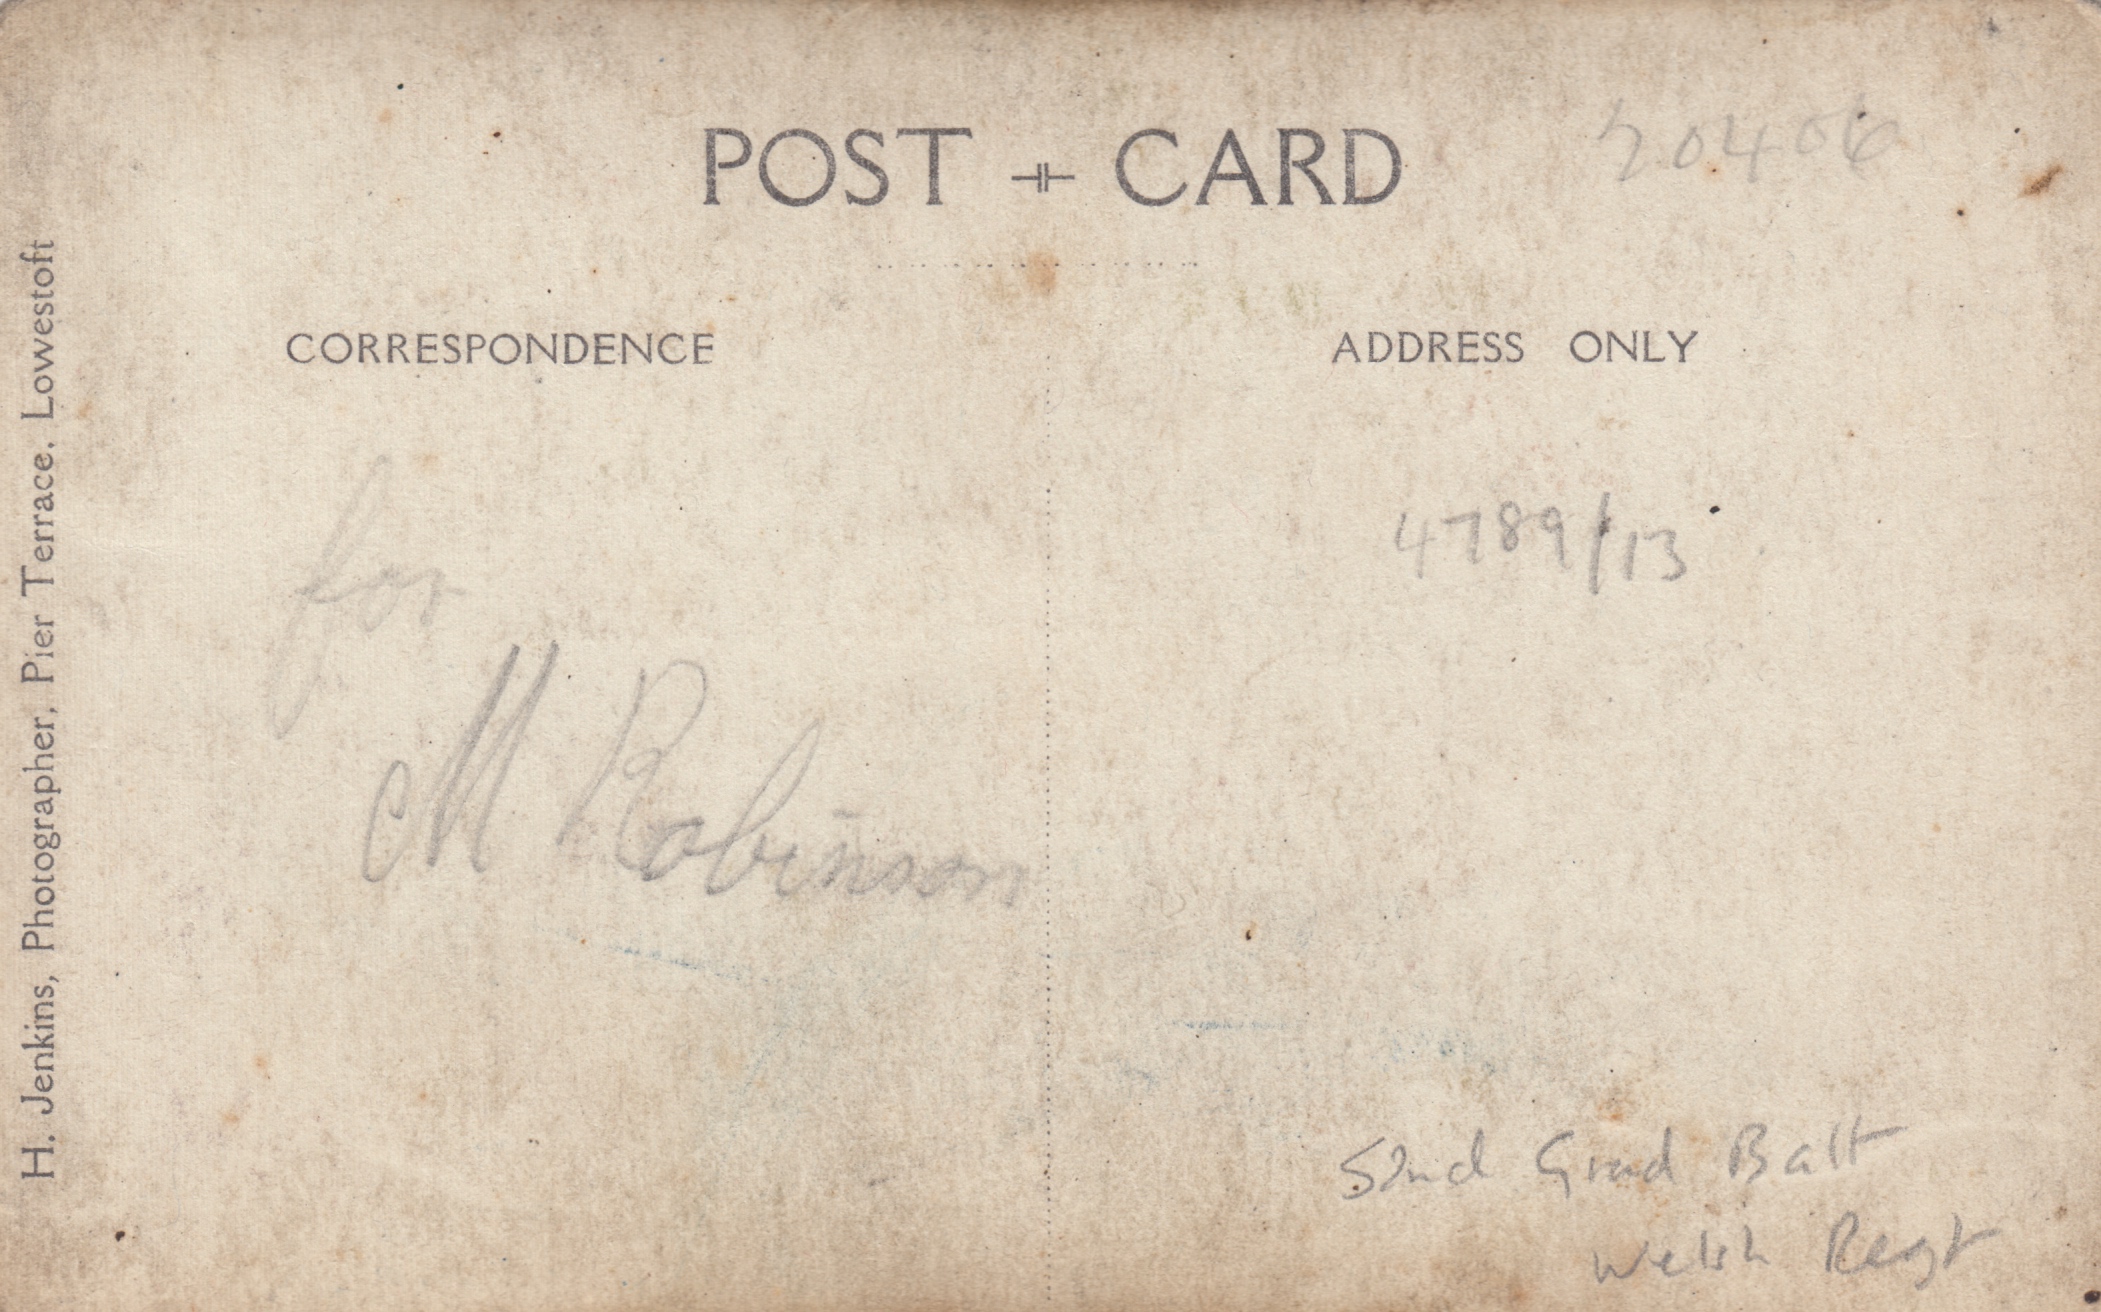 20406
POST CARD
CORRESPONDENCE
ADDRESS ONLY
H. Jenkins, Photographer, Pier Terrace, Lowestoft
for
M Robinson
4789/13
52nd Grad Batt
Welsh Regt